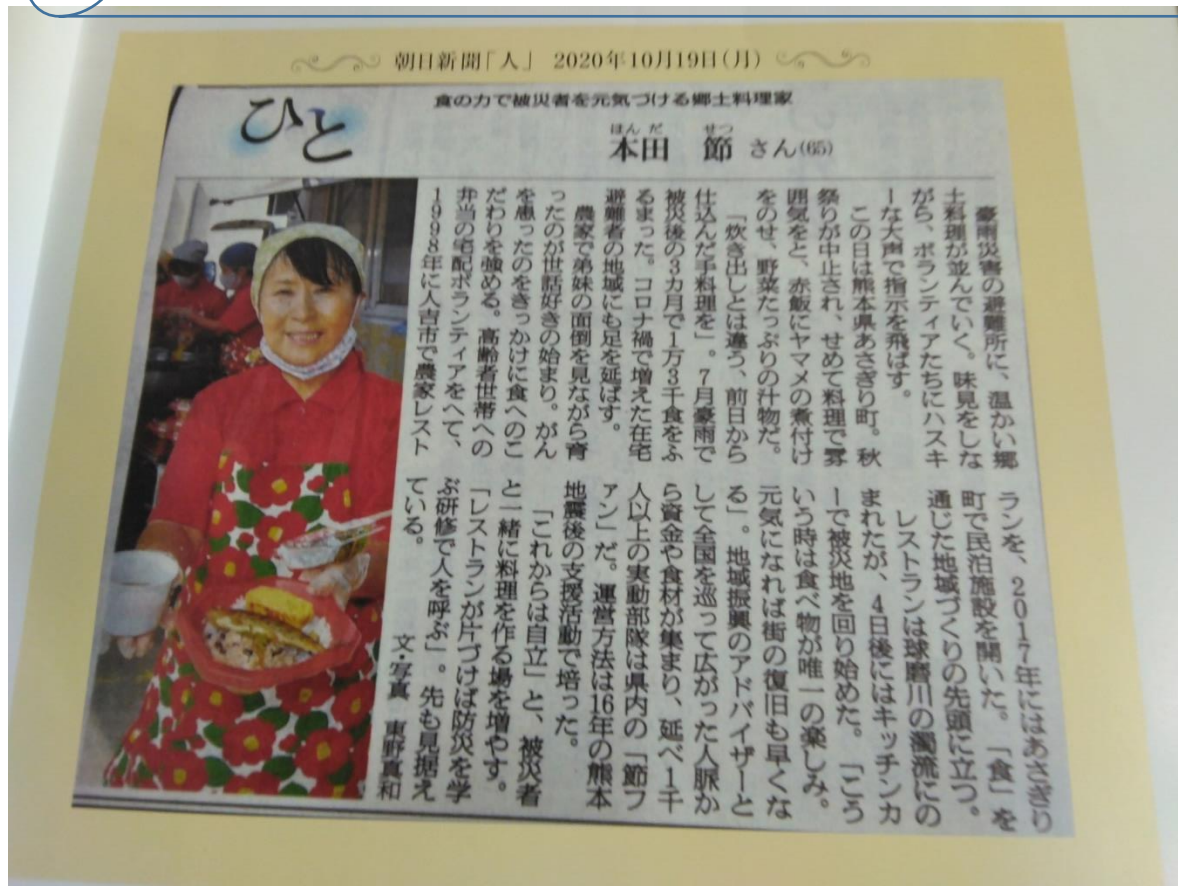 朝日新聞「人」 2020年10月19日(月)
ひと
食の力で被災者を元気づける郷土料理家
ほんだ せつ
本田 節 さん(65)
豪雨災害の避難所に、温かい郷
土料理が並んでいく。味見をしな
がら、ボランティアたちにハスキ
ーな大声で指示を飛ばす。
この日は熊本県あさぎり町。秋
祭りが中止され、せめて料理で雰
囲気をと、赤飯にヤマメの煮付け
をのせ、野菜たっぷりの汁物だ。
「炊き出しとは違う、前日から
仕込んだ手料理を」。7月豪雨で
被災後の3カ月で1万3千食をふ
るまった。コロナ禍で増えた在宅
避難者の地域にも足を延ばす。
農家で弟妹の面倒を見ながら育
ったのが世話好きの始まり。がん
を患ったのをきっかけに食へのこ
だわりを強める。高齢者世帯への
弁当の宅配ボランティアをへて、
1998年に人吉市で農家レスト
ランを、2017年にはあさぎり
町で民泊施設を開いた。「食」を
通じた地域づくりの先頭に立つ。
レストランは球磨川の濁流にの
まれたが、4日後にはキッチンカ
ーで被災地を回り始めた。「こう
いう時は食べ物が唯一の楽しみ。
元気になれば街の復旧も早くな
る」。地域振興のアドバイザーと
して全国を巡って広がった人脈か
ら資金や食材が集まり、延べ1千
人以上の実動部隊は県内の「節フ
ァン」だ。運営方法は16年の熊本
地震後の支援活動で培った。
「これからは自立」と、被災者
と一緒に料理を作る場を増やす。
「レストランが片づけば防災を学
ぶ研修で人を呼ぶ」。先も見据え
ている。
文・写真 東野真和